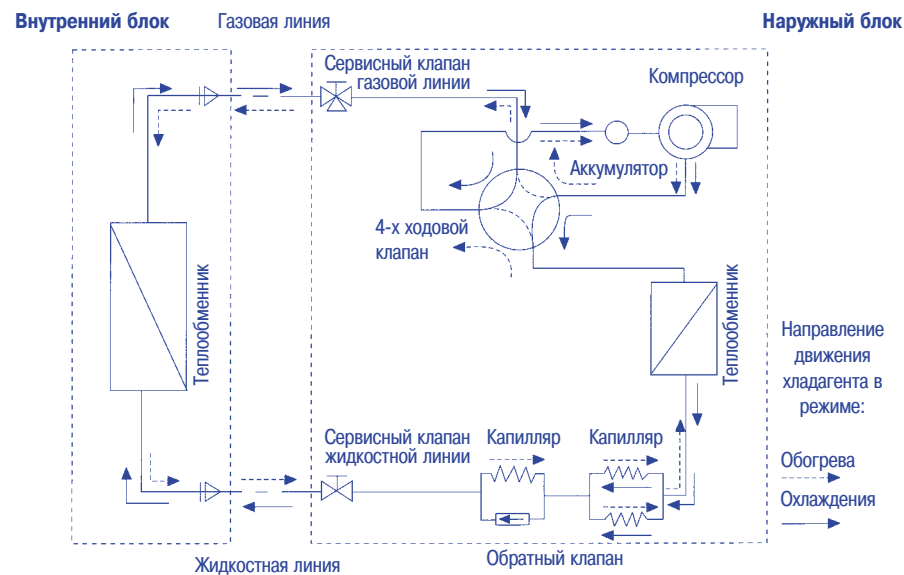 Внутренний блок
Газовая линия
Наружный блок
Сервисный клапан
газовой линии
Компрессор
Аккумулятор
4-х ходовой
клапан
Теплообменник
Теплообменник
Направление
движения
хладагента в
режиме:
Обогрева
Охлаждения
Сервисный клапан
жидкостной линии
Капилляр
Капилляр
Обратный клапан
Жидкостная линия